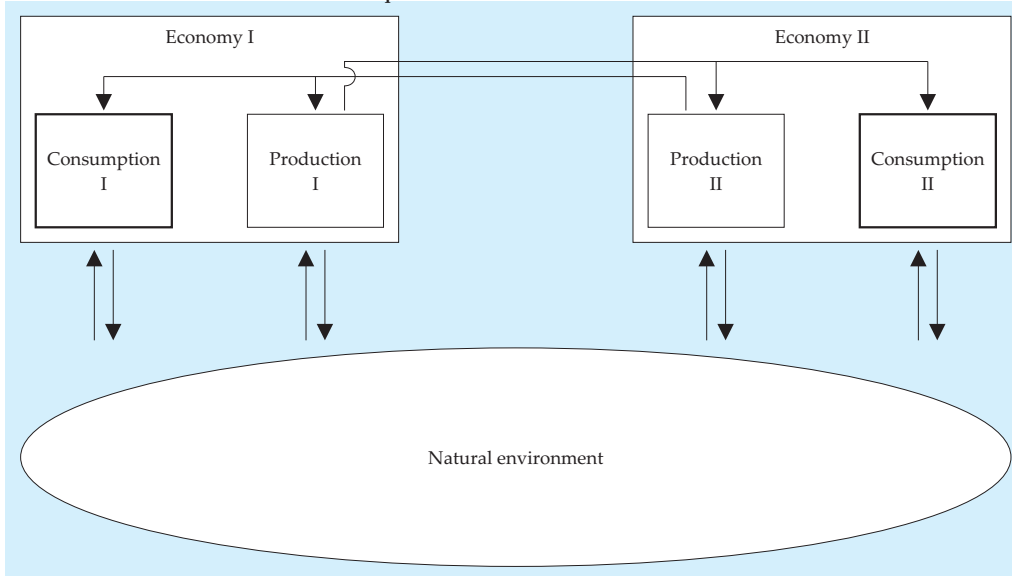 Economy I
Economy II
Consumption
I
Production
I
Production
II
Consumption
II
Natural environment